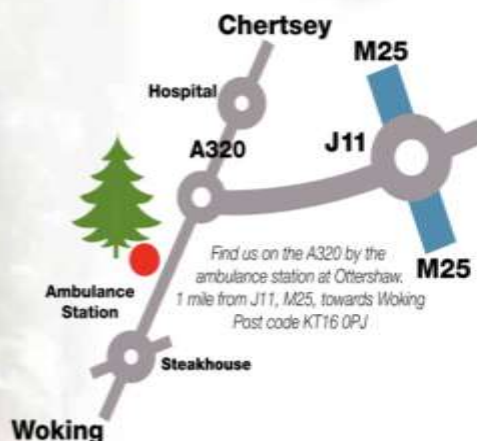 Chertsey
M25
Hospital
A320
J11
Find us on the A320 by the
ambulance station at Ottershaw.
1 mile from J11, M25, towards Woking
Post code KT16 0PJ
M25
Ambulance
Station
Steakhouse
Woking